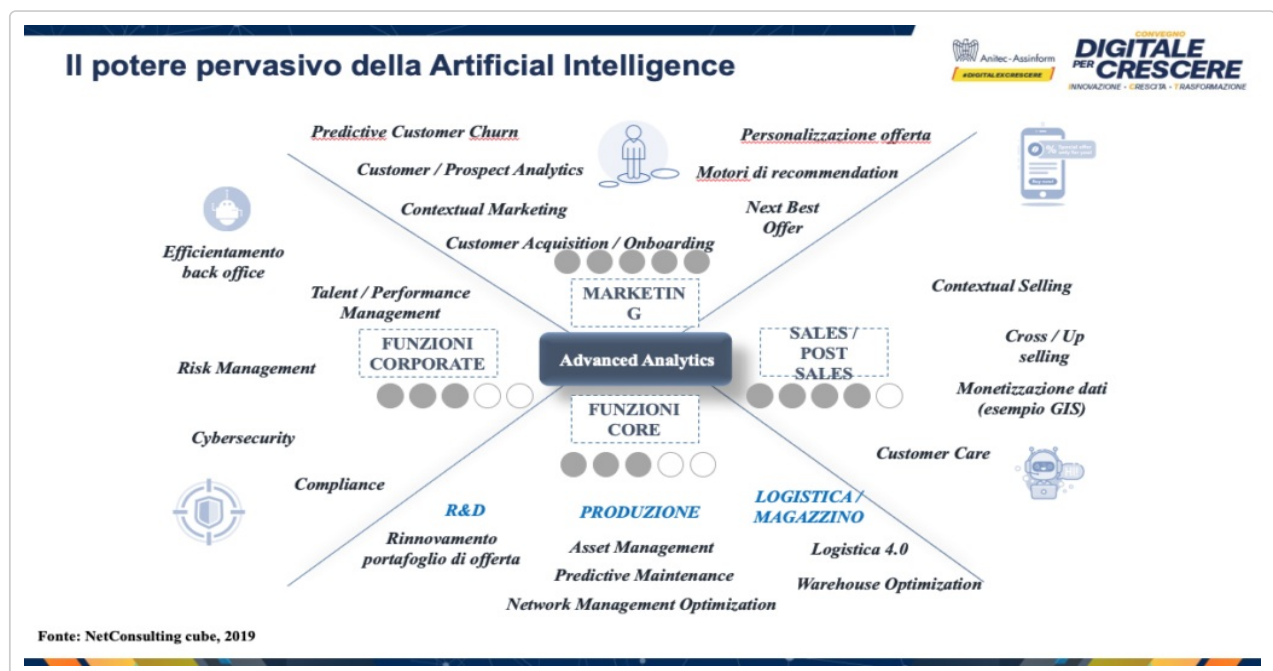 Il potere pervasivo della Artificial Intelligence
Anitec-Assinform
#DIGITALEXCRESCERE
CONVEGNO
DIGITALE
PER CRESCERE
INNOVAZIONE • CRESCITA • TRASFORMAZIONE
Predictive Customer Churn
Personalizzazione offerta
Customer / Prospect Analytics
Motori di recommendation
Contextual Marketing
Next Best
Offer
Customer Acquisition / Onboarding
Efficientamento
back office
Talent / Performance
Management
MARKETIN
G
Contextual Selling
FUNZIONI
CORPORATE
Advanced Analytics
SALES /
POST
SALES
Cross / Up
selling
Risk Management
Monetizzazione dati
(esempio GIS)
FUNZIONI
CORE
Cybersecurity
Customer Care
Compliance
R&D
PRODUZIONE
LOGISTICA /
MAGAZZINO
Rinnovamento
portafoglio di offerta
Asset Management
Logistica 4.0
Predictive Maintenance
Warehouse Optimization
Network Management Optimization
Fonte: NetConsulting cube, 2019